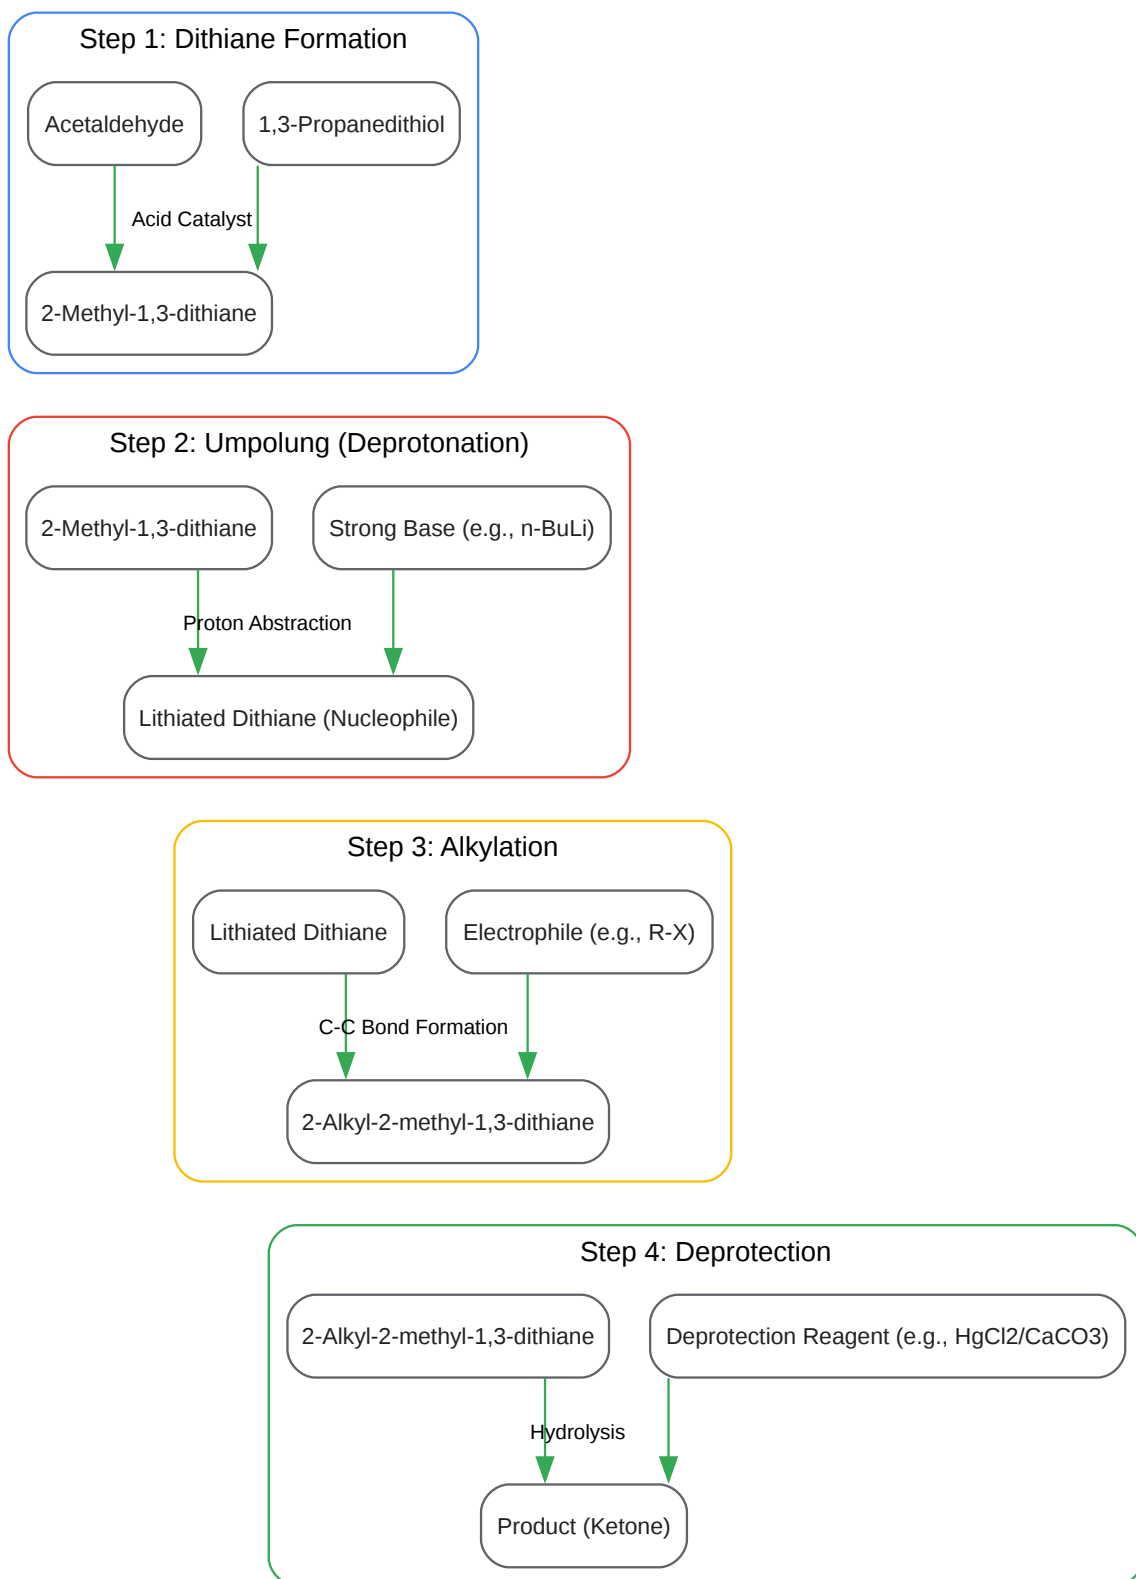 Step 1: Dithiane Formation
Acetaldehyde
1,3-Propanedithiol
Acid Catalyst
2-Methyl-1,3-dithiane
Step 2: Umpolung (Deprotonation)
2-Methyl-1,3-dithiane
Strong Base (e.g., n-BuLi)
Proton Abstraction
Lithiated Dithiane (Nucleophile)
Step 3: Alkylation
Lithiated Dithiane
Electrophile (e.g., R-X)
C-C Bond Formation
2-Alkyl-2-methyl-1,3-dithiane
Step 4: Deprotection
2-Alkyl-2-methyl-1,3-dithiane
Deprotection Reagent (e.g., HgCl2/CaCO3)
Hydrolysis
Product (Ketone)